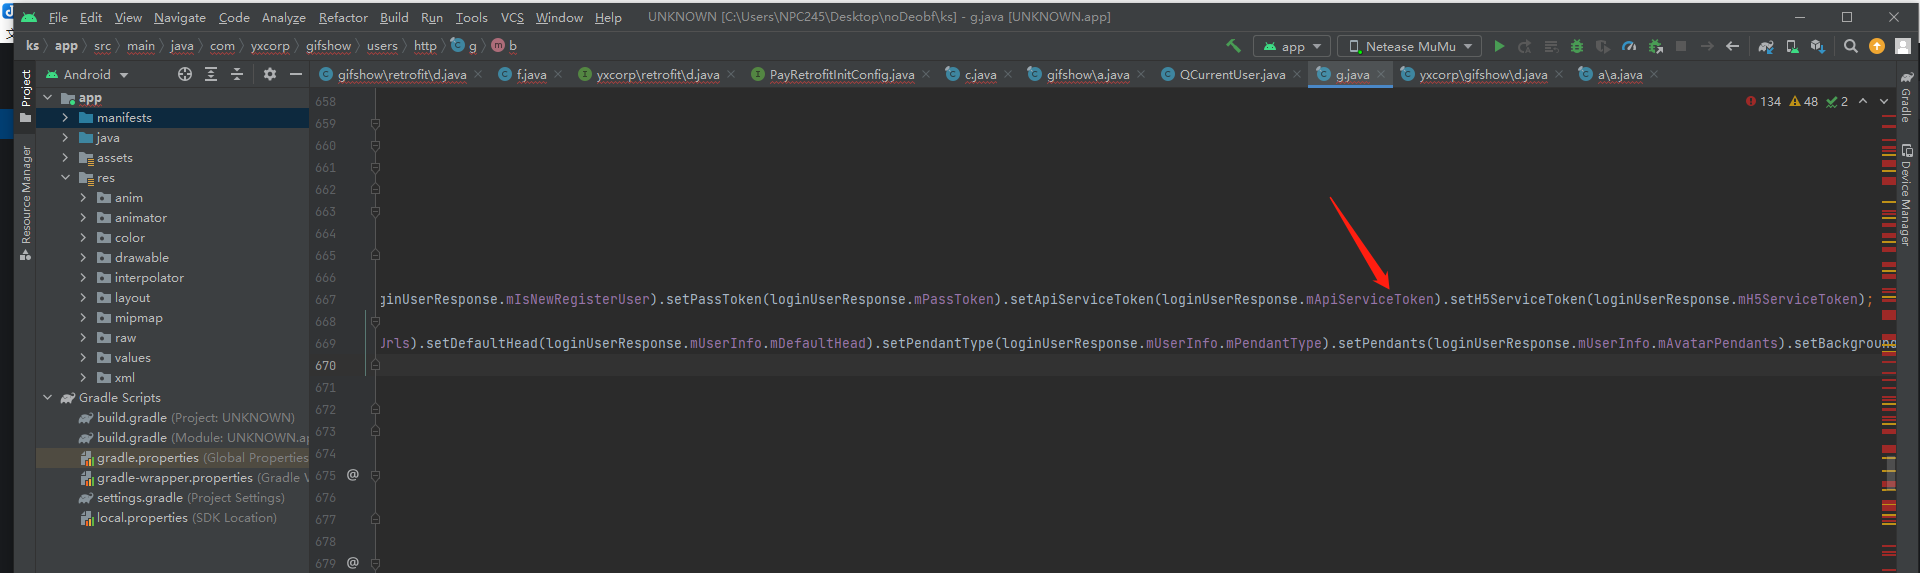 File Edit View Navigate Code Analyze Refactor Build Run Tools VCS Window Help UNKNOWN [C:\Users\NPC245\Desktop\noDeobf\ks] - g.java [UNKNOWN.app]
ks app src main java com yxcorp gifshow users http g b app Netease MuMu
Android gifshow\retrofit\d.java f.java yxcorp\retrofit\d.java PayRetrofitInitConfig.java c.java gifshow\a.java QCurrentUser.java g.java yxcorp\gifshow\d.java a\a.java
Project
Resource Manager
app
manifests
java
assets
res
anim
animator
color
drawable
interpolator
layout
mipmap
raw
values
xml
Gradle Scripts
build.gradle (Project: UNKNOWN)
build.gradle (Module: UNKNOWN.ap
gradle.properties (Global Properties
gradle-wrapper.properties (Gradle V
settings.gradle (Project Settings)
local.properties (SDK Location)
134 48 2
658
659
660
661
662
663
664
665
666
667 ginUserResponse.mIsNewRegisterUser).setPassToken(loginUserResponse.mPassToken).setApiServiceToken(loginUserResponse.mApiServiceToken).setH5ServiceToken(loginUserResponse.mH5ServiceToken);
668
669 Urls).setDefaultHead(loginUserResponse.mUserInfo.mDefaultHead).setPendantType(loginUserResponse.mUserInfo.mPendantType).setPendants(loginUserResponse.mUserInfo.mAvatarPendants).setBackground
670
671
672
673
674
675 @
676
677
678
679 @
Gradle
Device Manager